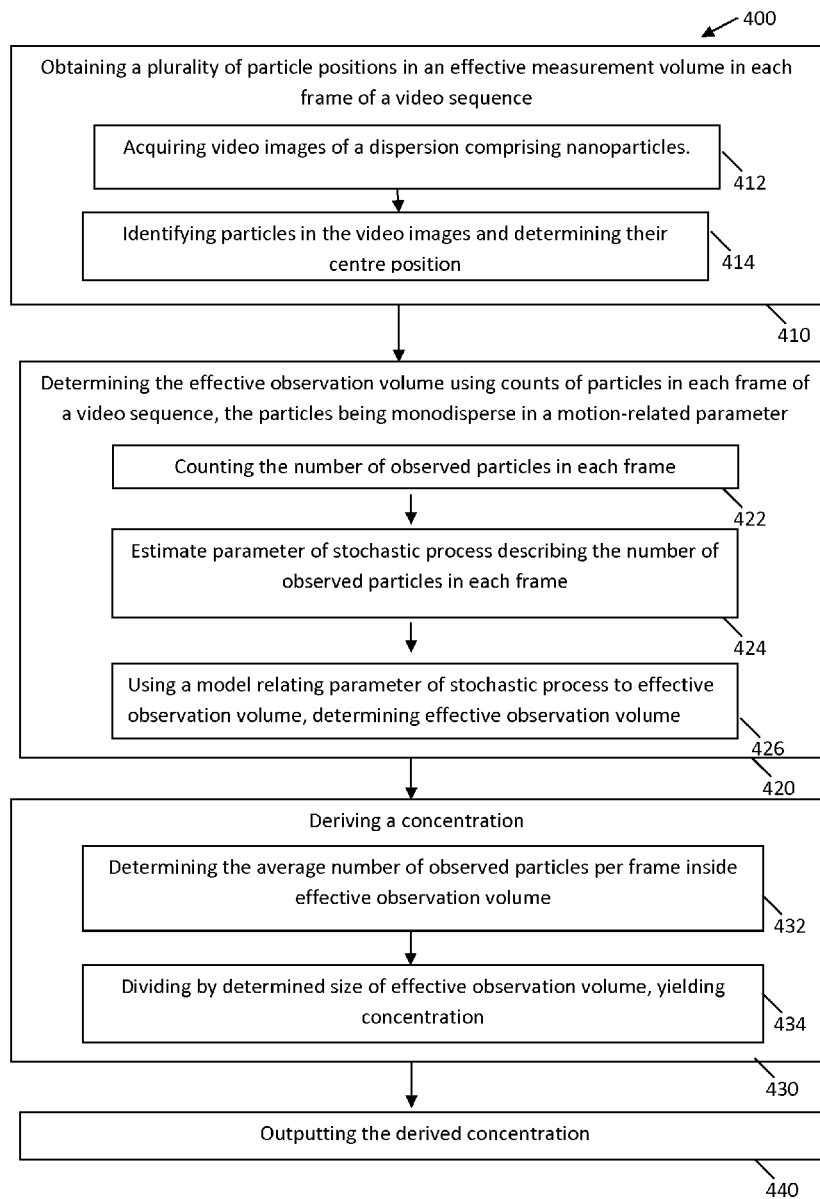 400
Obtaining a plurality of particle positions in an effective measurement volume in each
frame of a video sequence
Acquiring video images of a dispersion comprising nanoparticles.
412
Identifying particles in the video images and determining their
centre position
414
410
Determining the effective observation volume using counts of particles in each frame of
a video sequence, the particles being monodisperse in a motion-related parameter
Counting the number of observed particles in each frame
422
Estimate parameter of stochastic process describing the number of
observed particles in each frame
424
Using a model relating parameter of stochastic process to effective
observation volume, determining effective observation volume
426
420
Deriving a concentration
Determining the average number of observed particles per frame inside
effective observation volume
432
Dividing by determined size of effective observation volume, yielding
concentration
434
430
Outputting the derived concentration
440